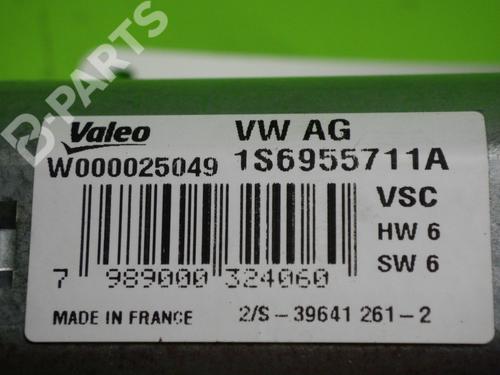 B-PARTS
Valeo
VW AG
W000025049
1S6955711A
VSC
HW 6
SW 6
7 989000 324060
MADE IN FRANCE
2/S-39641 261-2